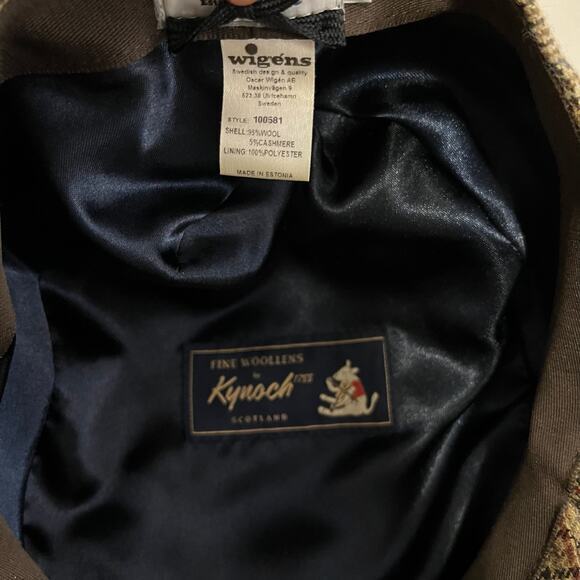 wigéns
Swedish design & quality
Oscar Wigén AB
Maskinvägen 9
523 38 Ulricehamn
Sweden
STYLE: 100581
SHELL:95%WOOL
5%CASHMERE
LINING:100%POLYESTER
MADE IN ESTONIA
FINE WOOLLENS
by
Kynoch 1788
SCOTLAND